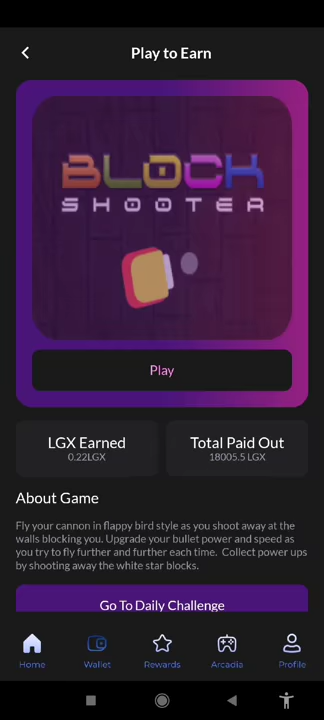 Play to Earn
BLOCK
SHOOTER
Play
LGX Earned
0.22LGX
Total Paid Out
18005.5 LGX
About Game
Fly your cannon in flappy bird style as you shoot away at the
walls blocking you. Upgrade your bullet power and speed as
you try to fly further and further each time. Collect power ups
by shooting away the white star blocks.
Go To Daily Challenge
Home
Wallet
Rewards
Arcadia
Profile